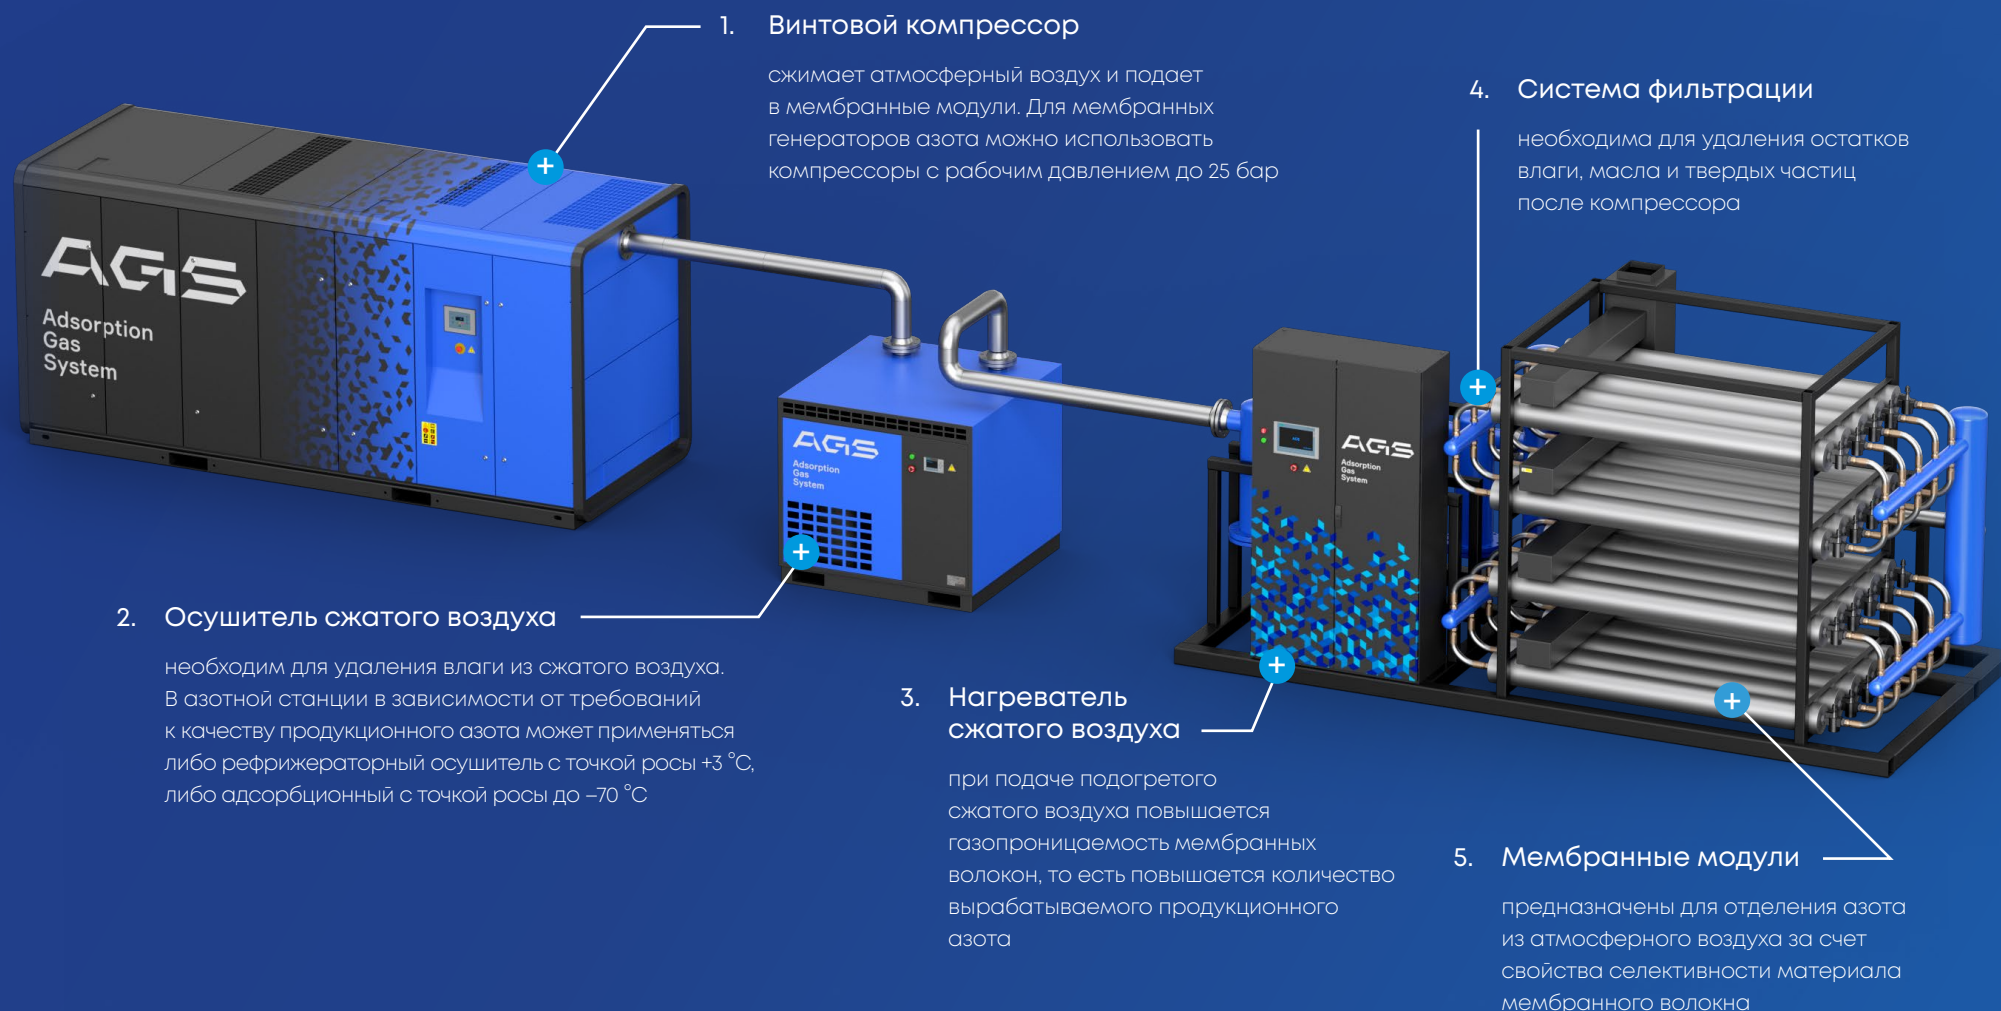 1. Винтовой компрессор
сжимает атмосферный воздух и подает
в мембранные модули. Для мембранных
генераторов азота можно использовать
компрессоры с рабочим давлением до 25 бар
4. Система фильтрации
необходима для удаления остатков
влаги, масла и твердых частиц
после компрессора
AGS
Adsorption
Gas
System
AGS
Adsorption
Gas
System
AGS
Adsorption
Gas
System
2. Осушитель сжатого воздуха
необходим для удаления влаги из сжатого воздуха.
В азотной станции в зависимости от требований
к качеству продукционного азота может применяться
либо рефрижераторный осушитель с точкой росы +3 °C,
либо адсорбционный с точкой росы до –70 °C
3. Нагреватель
сжатого воздуха
при подаче подогретого
сжатого воздуха повышается
газопроницаемость мембранных
волокон, то есть повышается количество
вырабатываемого продукционного
азота
5. Мембранные модули
предназначены для отделения азота
из атмосферного воздуха за счет
свойства селективности материала
мембранного волокна